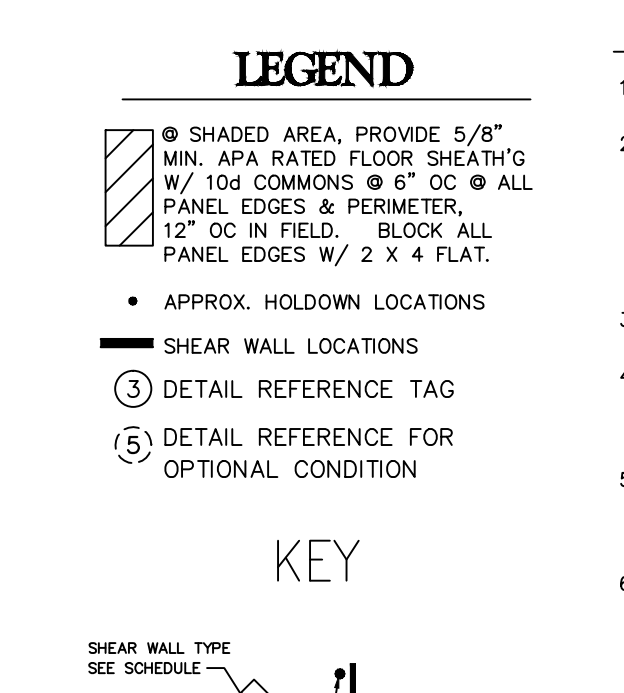 LEGEND
@ SHADED AREA, PROVIDE 5/8"
MIN. APA RATED FLOOR SHEATH'G
W/ 10d COMMONS @ 6" OC @ ALL
PANEL EDGES & PERIMETER,
12" OC IN FIELD. BLOCK ALL
PANEL EDGES W/ 2 X 4 FLAT.
APPROX. HOLDOWN LOCATIONS
SHEAR WALL LOCATIONS
3 DETAIL REFERENCE TAG
5 DETAIL REFERENCE FOR
OPTIONAL CONDITION
KEY
SHEAR WALL TYPE
SEE SCHEDULE